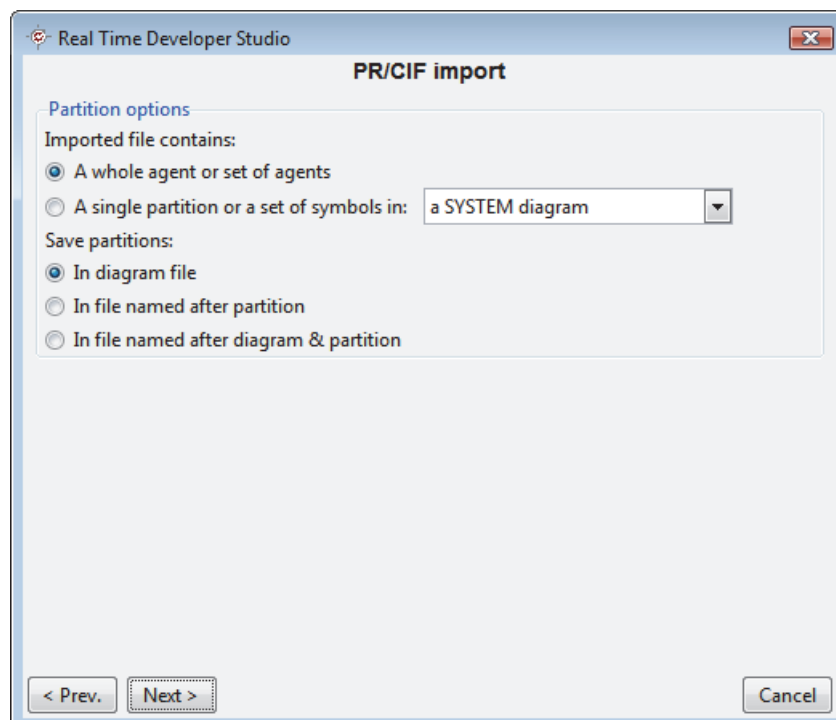 Real Time Developer Studio
PR/CIF import
Partition options
Imported file contains:
A whole agent or set of agents
A single partition or a set of symbols in: a SYSTEM diagram
Save partitions:
In diagram file
In file named after partition
In file named after diagram & partition
< Prev. Next > Cancel